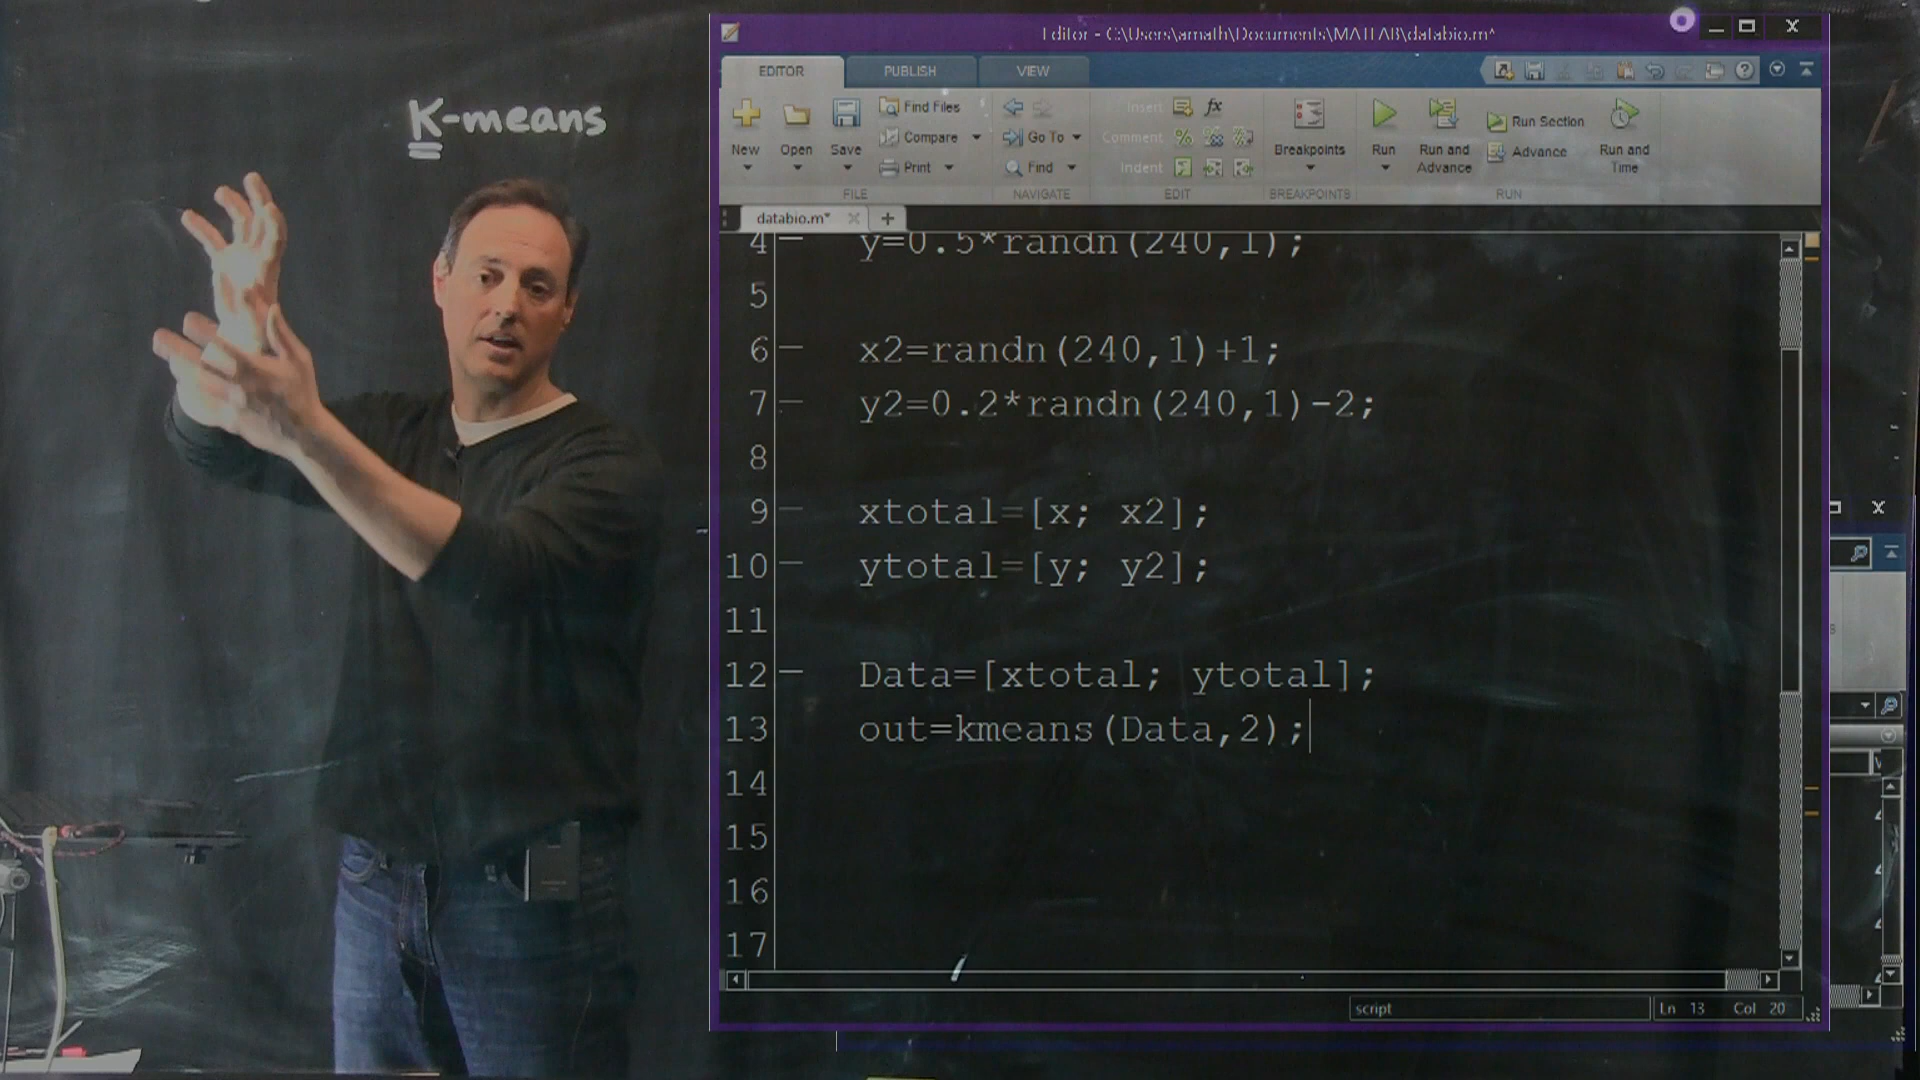 K-means
Editor - C:\Users\amath\Documents\MATLAB\databio.m*
EDITOR PUBLISH VIEW
New Open Save
Find Files
Compare
Print
FILE
Go To
Find
NAVIGATE
Insert fx
Comment
Indent
EDIT
Breakpoints
BREAKPOINTS
Run
Run and Advance
Run Section
Advance
Run and Time
RUN
databio.m* × +
4 – y=0.5*randn(240,1);
5
6 – x2=randn(240,1)+1;
7 – y2=0.2*randn(240,1)-2;
8
9 – xtotal=[x; x2];
10 – ytotal=[y; y2];
11
12 – Data=[xtotal; ytotal];
13 out=kmeans(Data,2);
14
15
16
17
script Ln 13 Col 20